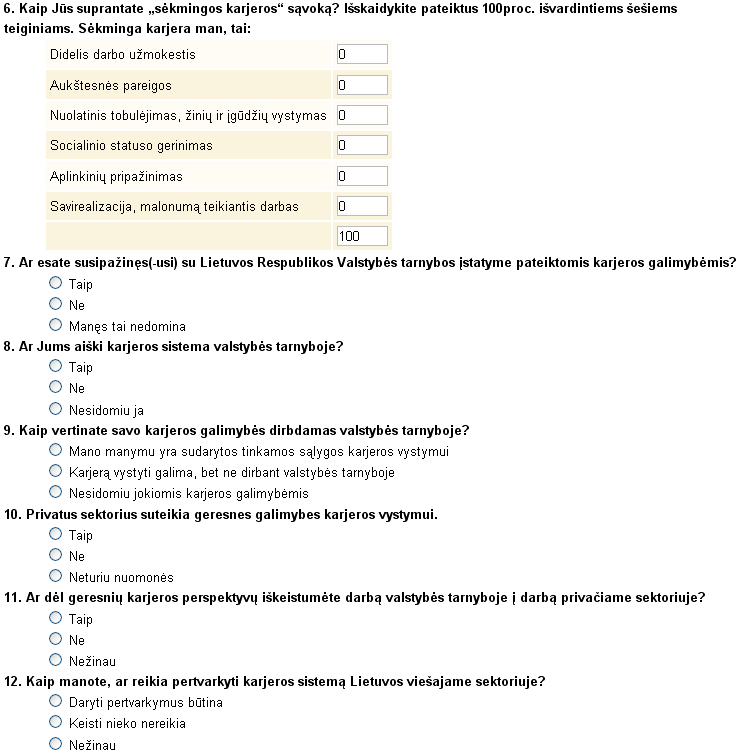 6. Kaip Jūs suprantate „sėkmingos karjeros“ sąvoką? Išskaidykite pateiktus 100proc. išvardintiems šešiems
teiginiams. Sėkminga karjera man, tai:
Didelis darbo užmokestis 0
Aukštesnės pareigos 0
Nuolatinis tobulėjimas, žinių ir įgūdžių vystymas 0
Socialinio statuso gerinimas 0
Aplinkinių pripažinimas 0
Savirealizacija, malonumą teikiantis darbas 0
100
7. Ar esate susipažinęs(-usi) su Lietuvos Respublikos Valstybės tarnybos įstatyme pateiktomis karjeros galimybėmis?
Taip
Ne
Manęs tai nedomina
8. Ar Jums aiški karjeros sistema valstybės tarnyboje?
Taip
Ne
Nesidomiu ja
9. Kaip vertinate savo karjeros galimybės dirbdamas valstybės tarnyboje?
Mano manymu yra sudarytos tinkamos sąlygos karjeros vystymui
Karjerą vystyti galima, bet ne dirbant valstybės tarnyboje
Nesidomiu jokiomis karjeros galimybėmis
10. Privatus sektorius suteikia geresnes galimybes karjeros vystymui.
Taip
Ne
Neturiu nuomonės
11. Ar dėl geresnių karjeros perspektyvų iškeistumėte darbą valstybės tarnyboje į darbą privačiame sektoriuje?
Taip
Ne
Nežinau
12. Kaip manote, ar reikia pertvarkyti karjeros sistemą Lietuvos viešajame sektoriuje?
Daryti pertvarkymus būtina
Keisti nieko nereikia
Nežinau